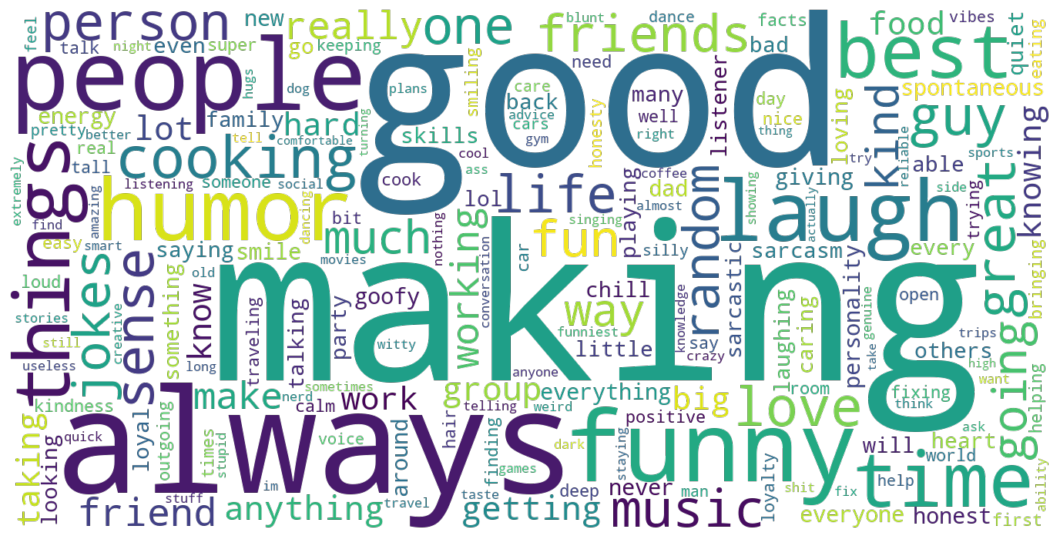 feel
person
new
really
one
friends
blunt
dance
facts
food
vibes
talk
night
even
super
go
keeping
need
bad
best
quiet
eating
people
good
hugs
dog
plans
smiling
care
back
advice
cars
gym
many
well
right
listener
day
nice
thing
loving
kind
spontaneous
energy
family
hard
skills
honesty
guy
pretty
better
real
tell
comfortable
turning
lot
tall
cooking
cook
cool
ass
life
coffee
dad
almost
random
giving
able
try
reliable
sports
knowing
extremely
things
find
amazing
smart
listening
someone
social
humor
dancing
lol
singing
silly
playing
showing
actually
laugh
side
trying
great
easy
jokes
sense
saying
smile
bit
much
nothing
movies
working
conversation
car
fun
way
sarcastic
sarcasm
every
bringing
loud
something
know
old
long
making
goofy
chill
little
knowledge
crazy
say
laughing
caring
personality
genuine
take
open
others
trips
stories
still
useless
creative
traveling
talking
party
witty
funniest
anyone
going
high
want
helping
kindness
make
nerd
sometimes
calm
work
group
telling
weird
everything
big
positive
love
room
fixing
think
taking
looking
quick
loyal
outgoing
times
stupid
always
voice
around
hair
finding
funny
dark
staying
will
time
heart
ask
world
ability
friend
stuff
anything
im
travel
games
getting
taste
deep
never
music
man
loyalty
shit
fix
everyone
help
honest
first